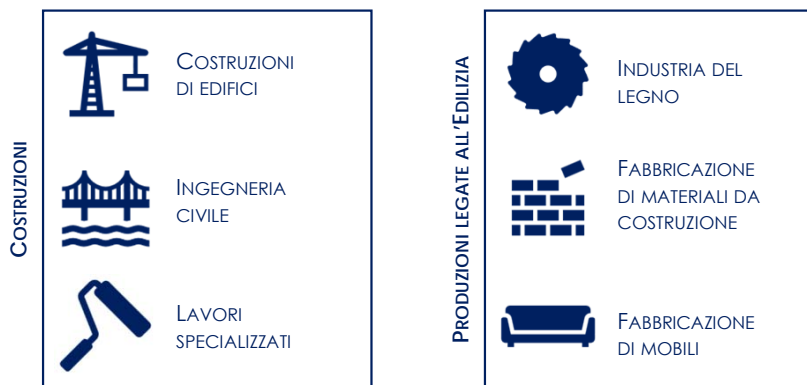 COSTRUZIONI
COSTRUZIONI
DI EDIFICI
INGEGNERIA
CIVILE
LAVORI
SPECIALIZZATI
PRODUZIONI LEGATE ALL'EDILIZIA
INDUSTRIA DEL
LEGNO
FABBRICAZIONE
DI MATERIALI DA
COSTRUZIONE
FABBRICAZIONE
DI MOBILI